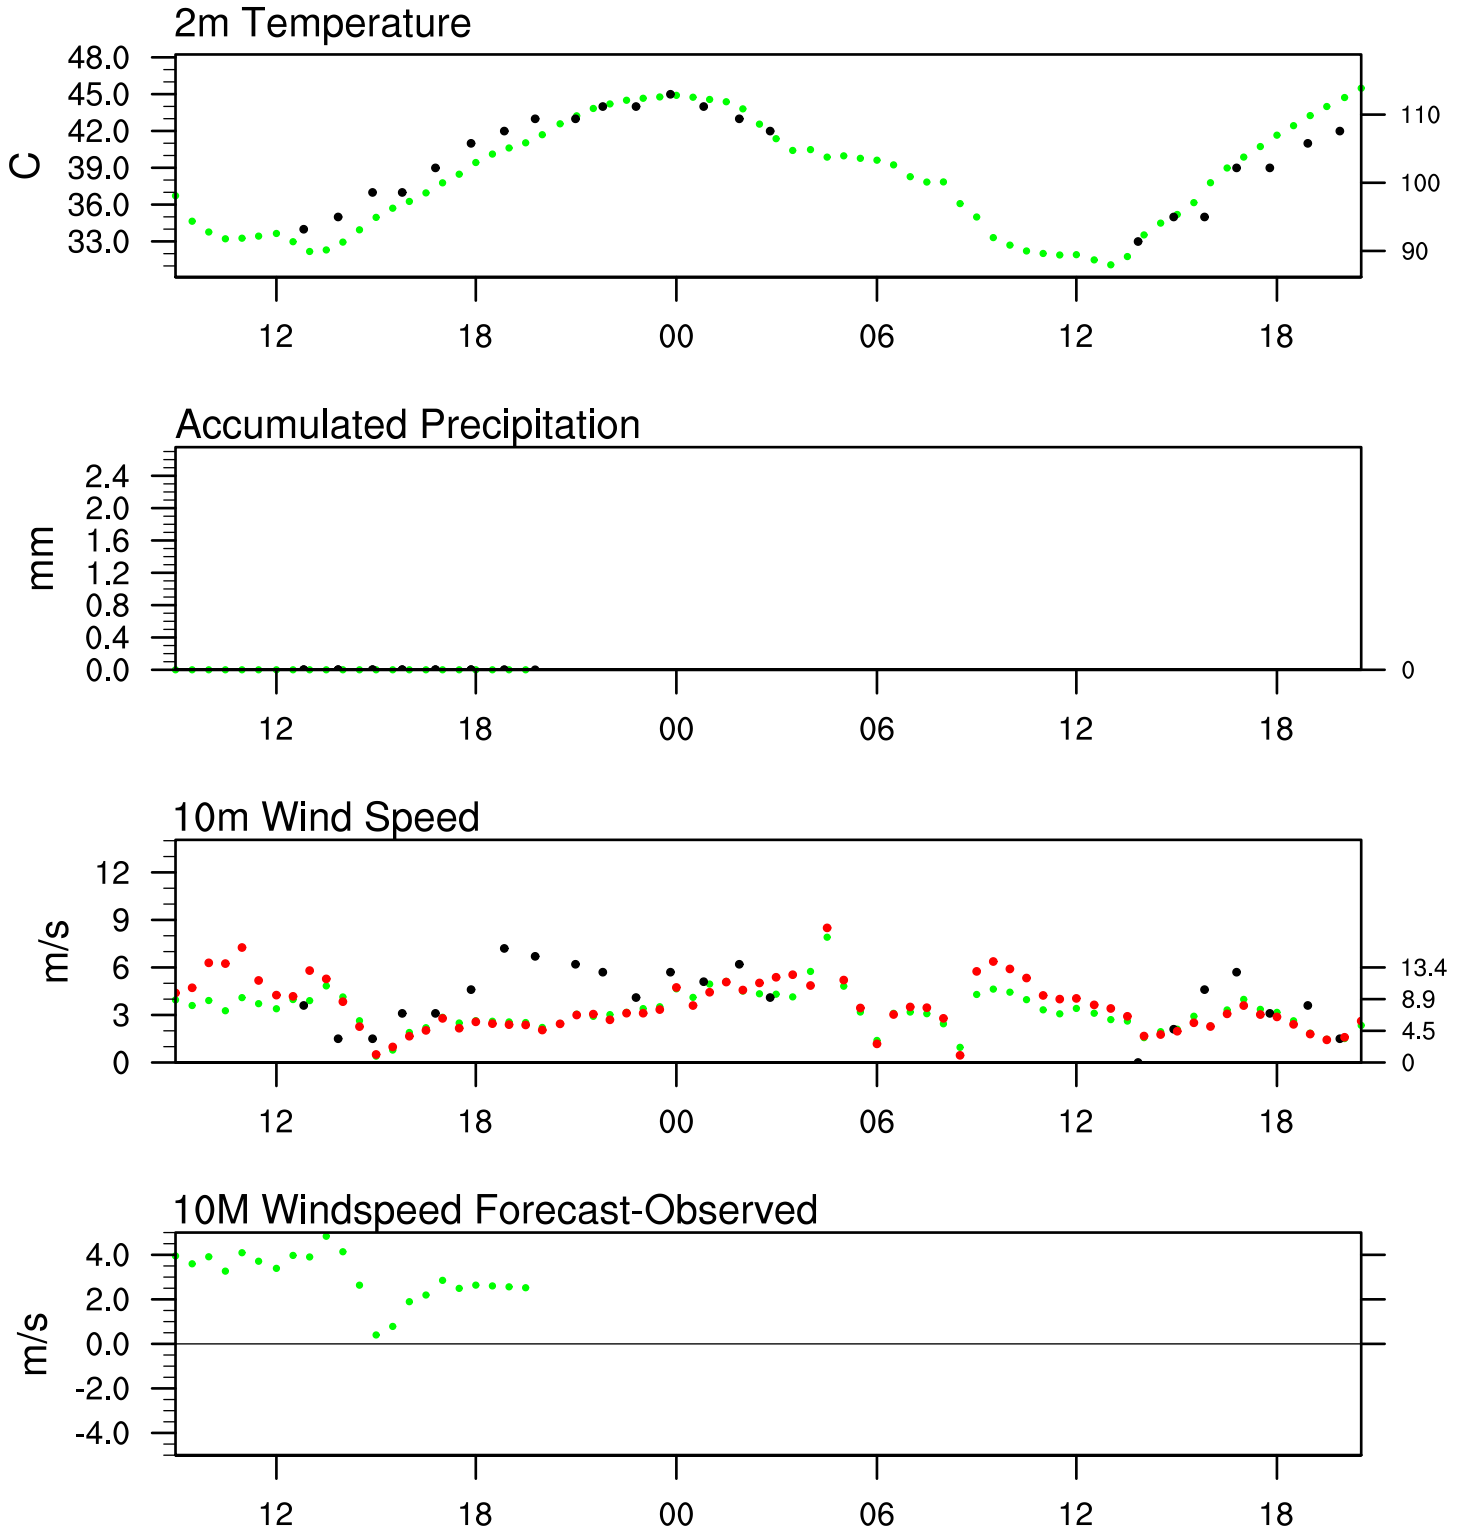 2m Temperature
48.0
45.0
42.0
39.0
36.0
33.0
C
110
100
90
12 18 00 06 12 18
Accumulated Precipitation
2.4
2.0
1.6
1.2
0.8
0.4
0.0
mm
0
12 18 00 06 12 18
10m Wind Speed
12
9
6
3
0
m/s
13.4
8.9
4.5
0
12 18 00 06 12 18
10M Windspeed Forecast-Observed
4.0
2.0
0.0
-2.0
-4.0
m/s
12 18 00 06 12 18